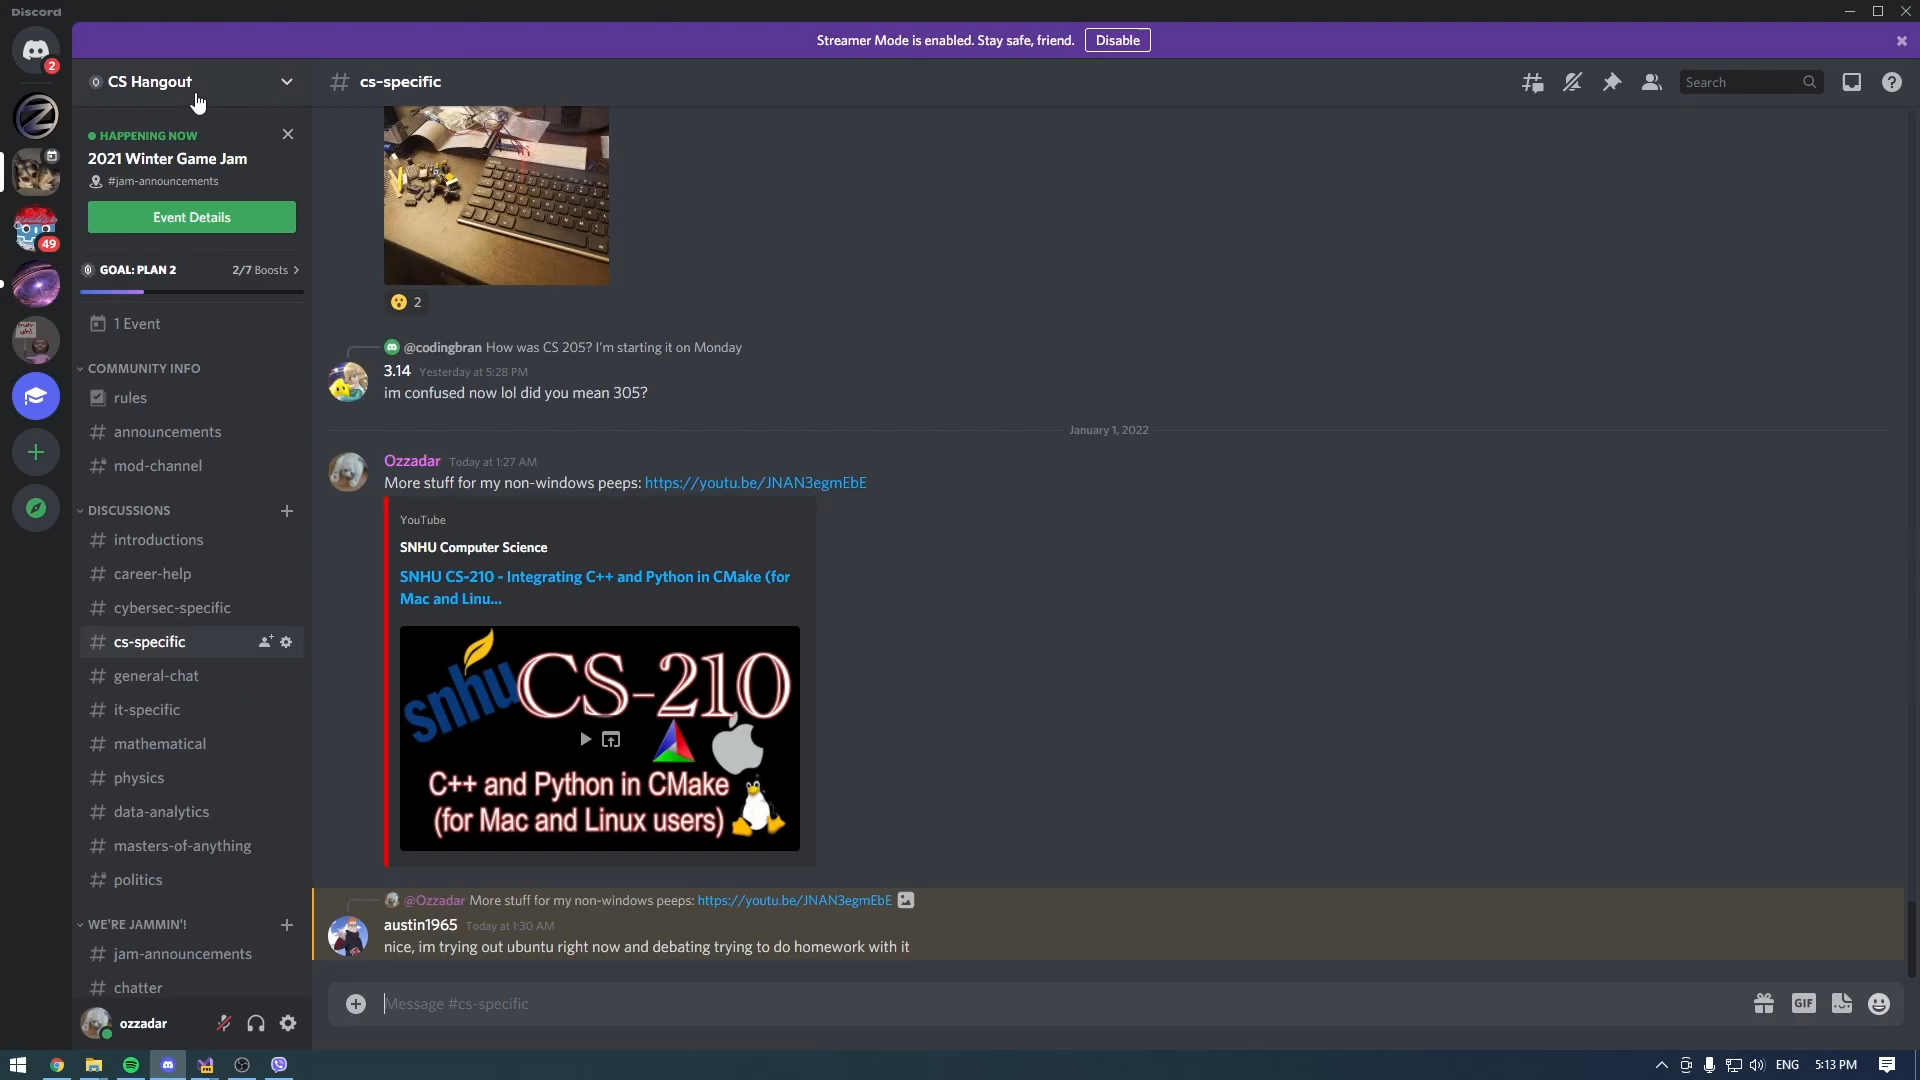 Discord
Streamer Mode is enabled. Stay safe, friend.
Disable
2
CS Hangout
cs-specific
Search
HAPPENING NOW
2021 Winter Game Jam
#jam-announcements
Event Details
49
GOAL: PLAN 2
2/7 Boosts
2
1 Event
@codingbran How was CS 205? I'm starting it on Monday
3.14 Yesterday at 5:28 PM
im confused now lol did you mean 305?
COMMUNITY INFO
rules
announcements
mod-channel
January 1, 2022
Ozzadar Today at 1:27 AM
More stuff for my non-windows peeps: https://youtu.be/JNAN3egmEbE
YouTube
SNHU Computer Science
SNHU CS-210 - Integrating C++ and Python in CMake (for
Mac and Linu...
snhu
CS-210
C++ and Python in CMake
(for Mac and Linux users)
DISCUSSIONS
introductions
career-help
cybersec-specific
cs-specific
general-chat
it-specific
mathematical
physics
data-analytics
masters-of-anything
politics
@Ozzadar More stuff for my non-windows peeps: https://youtu.be/JNAN3egmEbE
austin1965 Today at 1:30 AM
nice, im trying out ubuntu right now and debating trying to do homework with it
WE'RE JAMMIN'!
jam-announcements
chatter
Message #cs-specific
GIF
ozzadar
ENG
5:13 PM